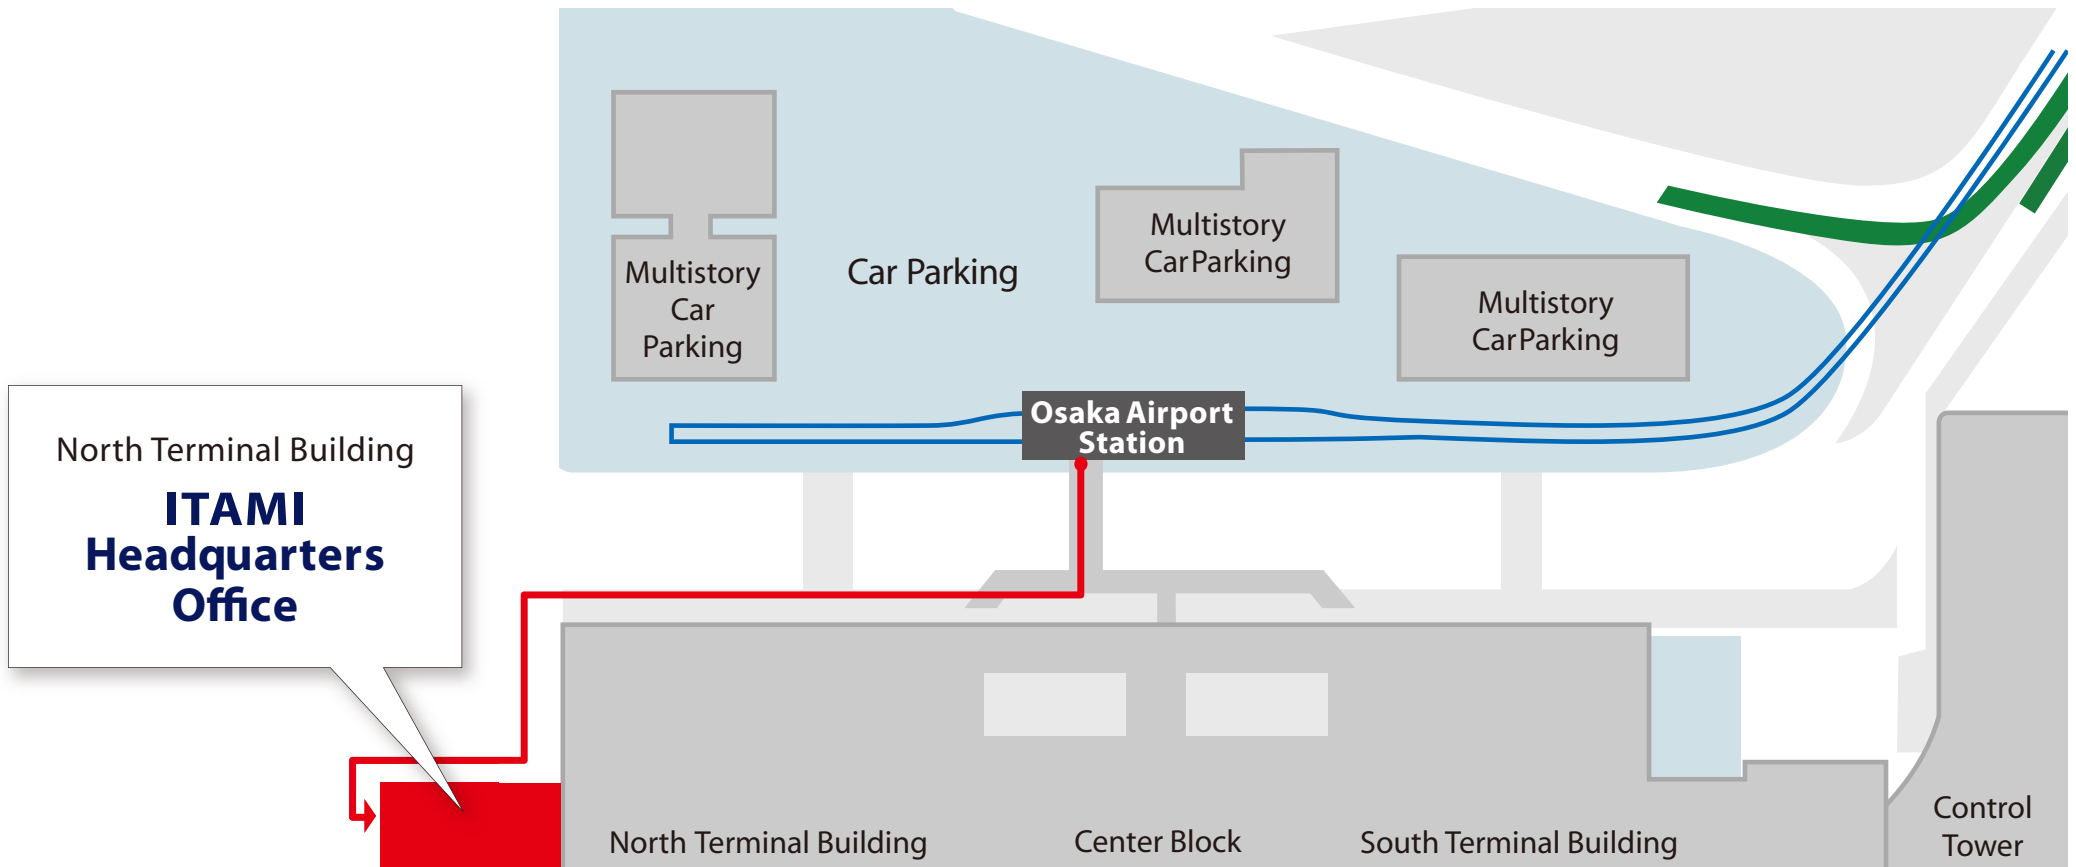 Multistory
Car
Parking
Car Parking
Multistory
CarParking
Multistory
CarParking
Osaka Airport
Station
North Terminal Building
ITAMI
Headquarters
Office
North Terminal Building
Center Block
South Terminal Building
Control
Tower